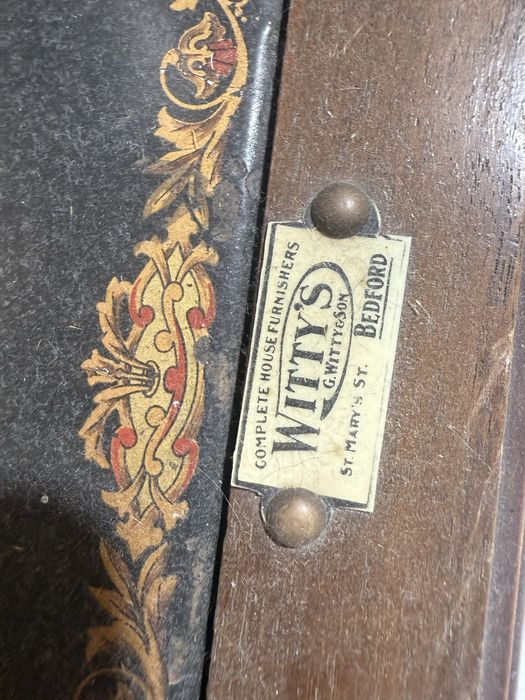 COMPLETE HOUSE FURNISHERS
WITTY'S
G. WITTY & SON
ST. MARY'S ST. BEDFORD